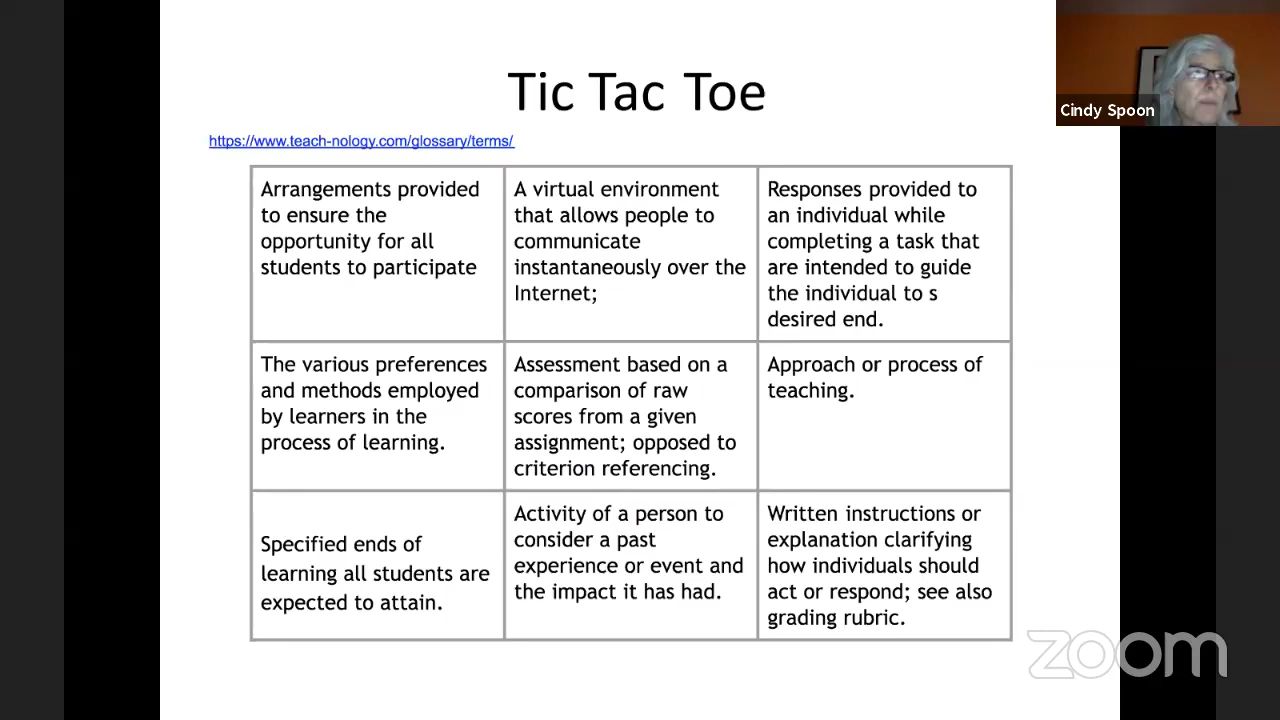 Tic Tac Toe
Cindy Spoon
https://www.teach-nology.com/glossary/terms/
Arrangements provided
to ensure the
opportunity for all
students to participate
A virtual environment
that allows people to
communicate
instantaneously over the
Internet;
Responses provided to
an individual while
completing a task that
are intended to guide
the individual to s
desired end.
The various preferences
and methods employed
by learners in the
process of learning.
Assessment based on a
comparison of raw
scores from a given
assignment; opposed to
criterion referencing.
Approach or process of
teaching.
Specified ends of
learning all students are
expected to attain.
Activity of a person to
consider a past
experience or event and
the impact it has had.
Written instructions or
explanation clarifying
how individuals should
act or respond; see also
grading rubric.
zoom